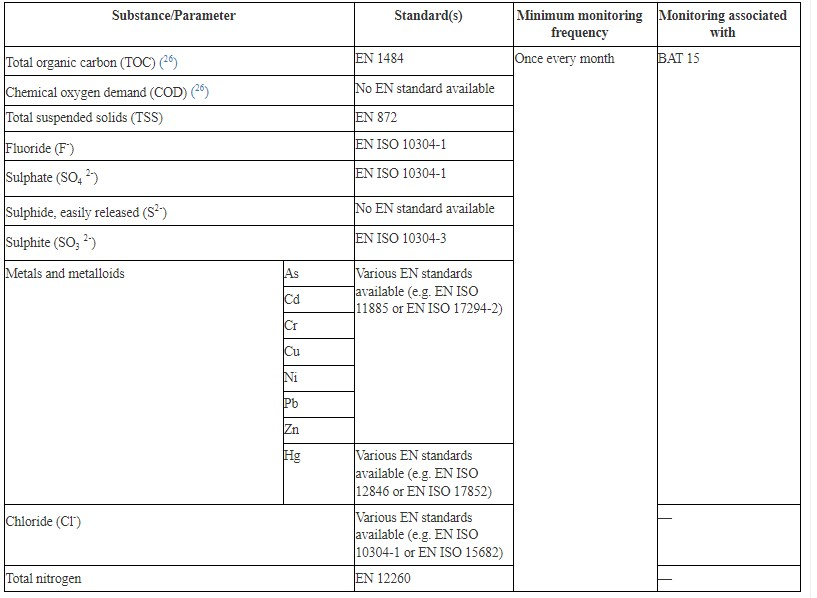 Substance/Parameter Standard(s) Minimum monitoring frequency Monitoring associated with
Total organic carbon (TOC) (26) EN 1484 Once every month BAT 15
Chemical oxygen demand (COD) (26) No EN standard available
Total suspended solids (TSS) EN 872
Fluoride (F-) EN ISO 10304-1
Sulphate (SO4 2-) EN ISO 10304-1
Sulphide, easily released (S2-) No EN standard available
Sulphite (SO3 2-) EN ISO 10304-3
Metals and metalloids As Various EN standards
available (e.g. EN ISO
11885 or EN ISO 17294-2)
Cd
Cr
Cu
Ni
Pb
Zn
Hg Various EN standards
available (e.g. EN ISO
12846 or EN ISO 17852)
Chloride (Cl-) Various EN standards —
available (e.g. EN ISO
10304-1 or EN ISO 15682)
Total nitrogen EN 12260 —